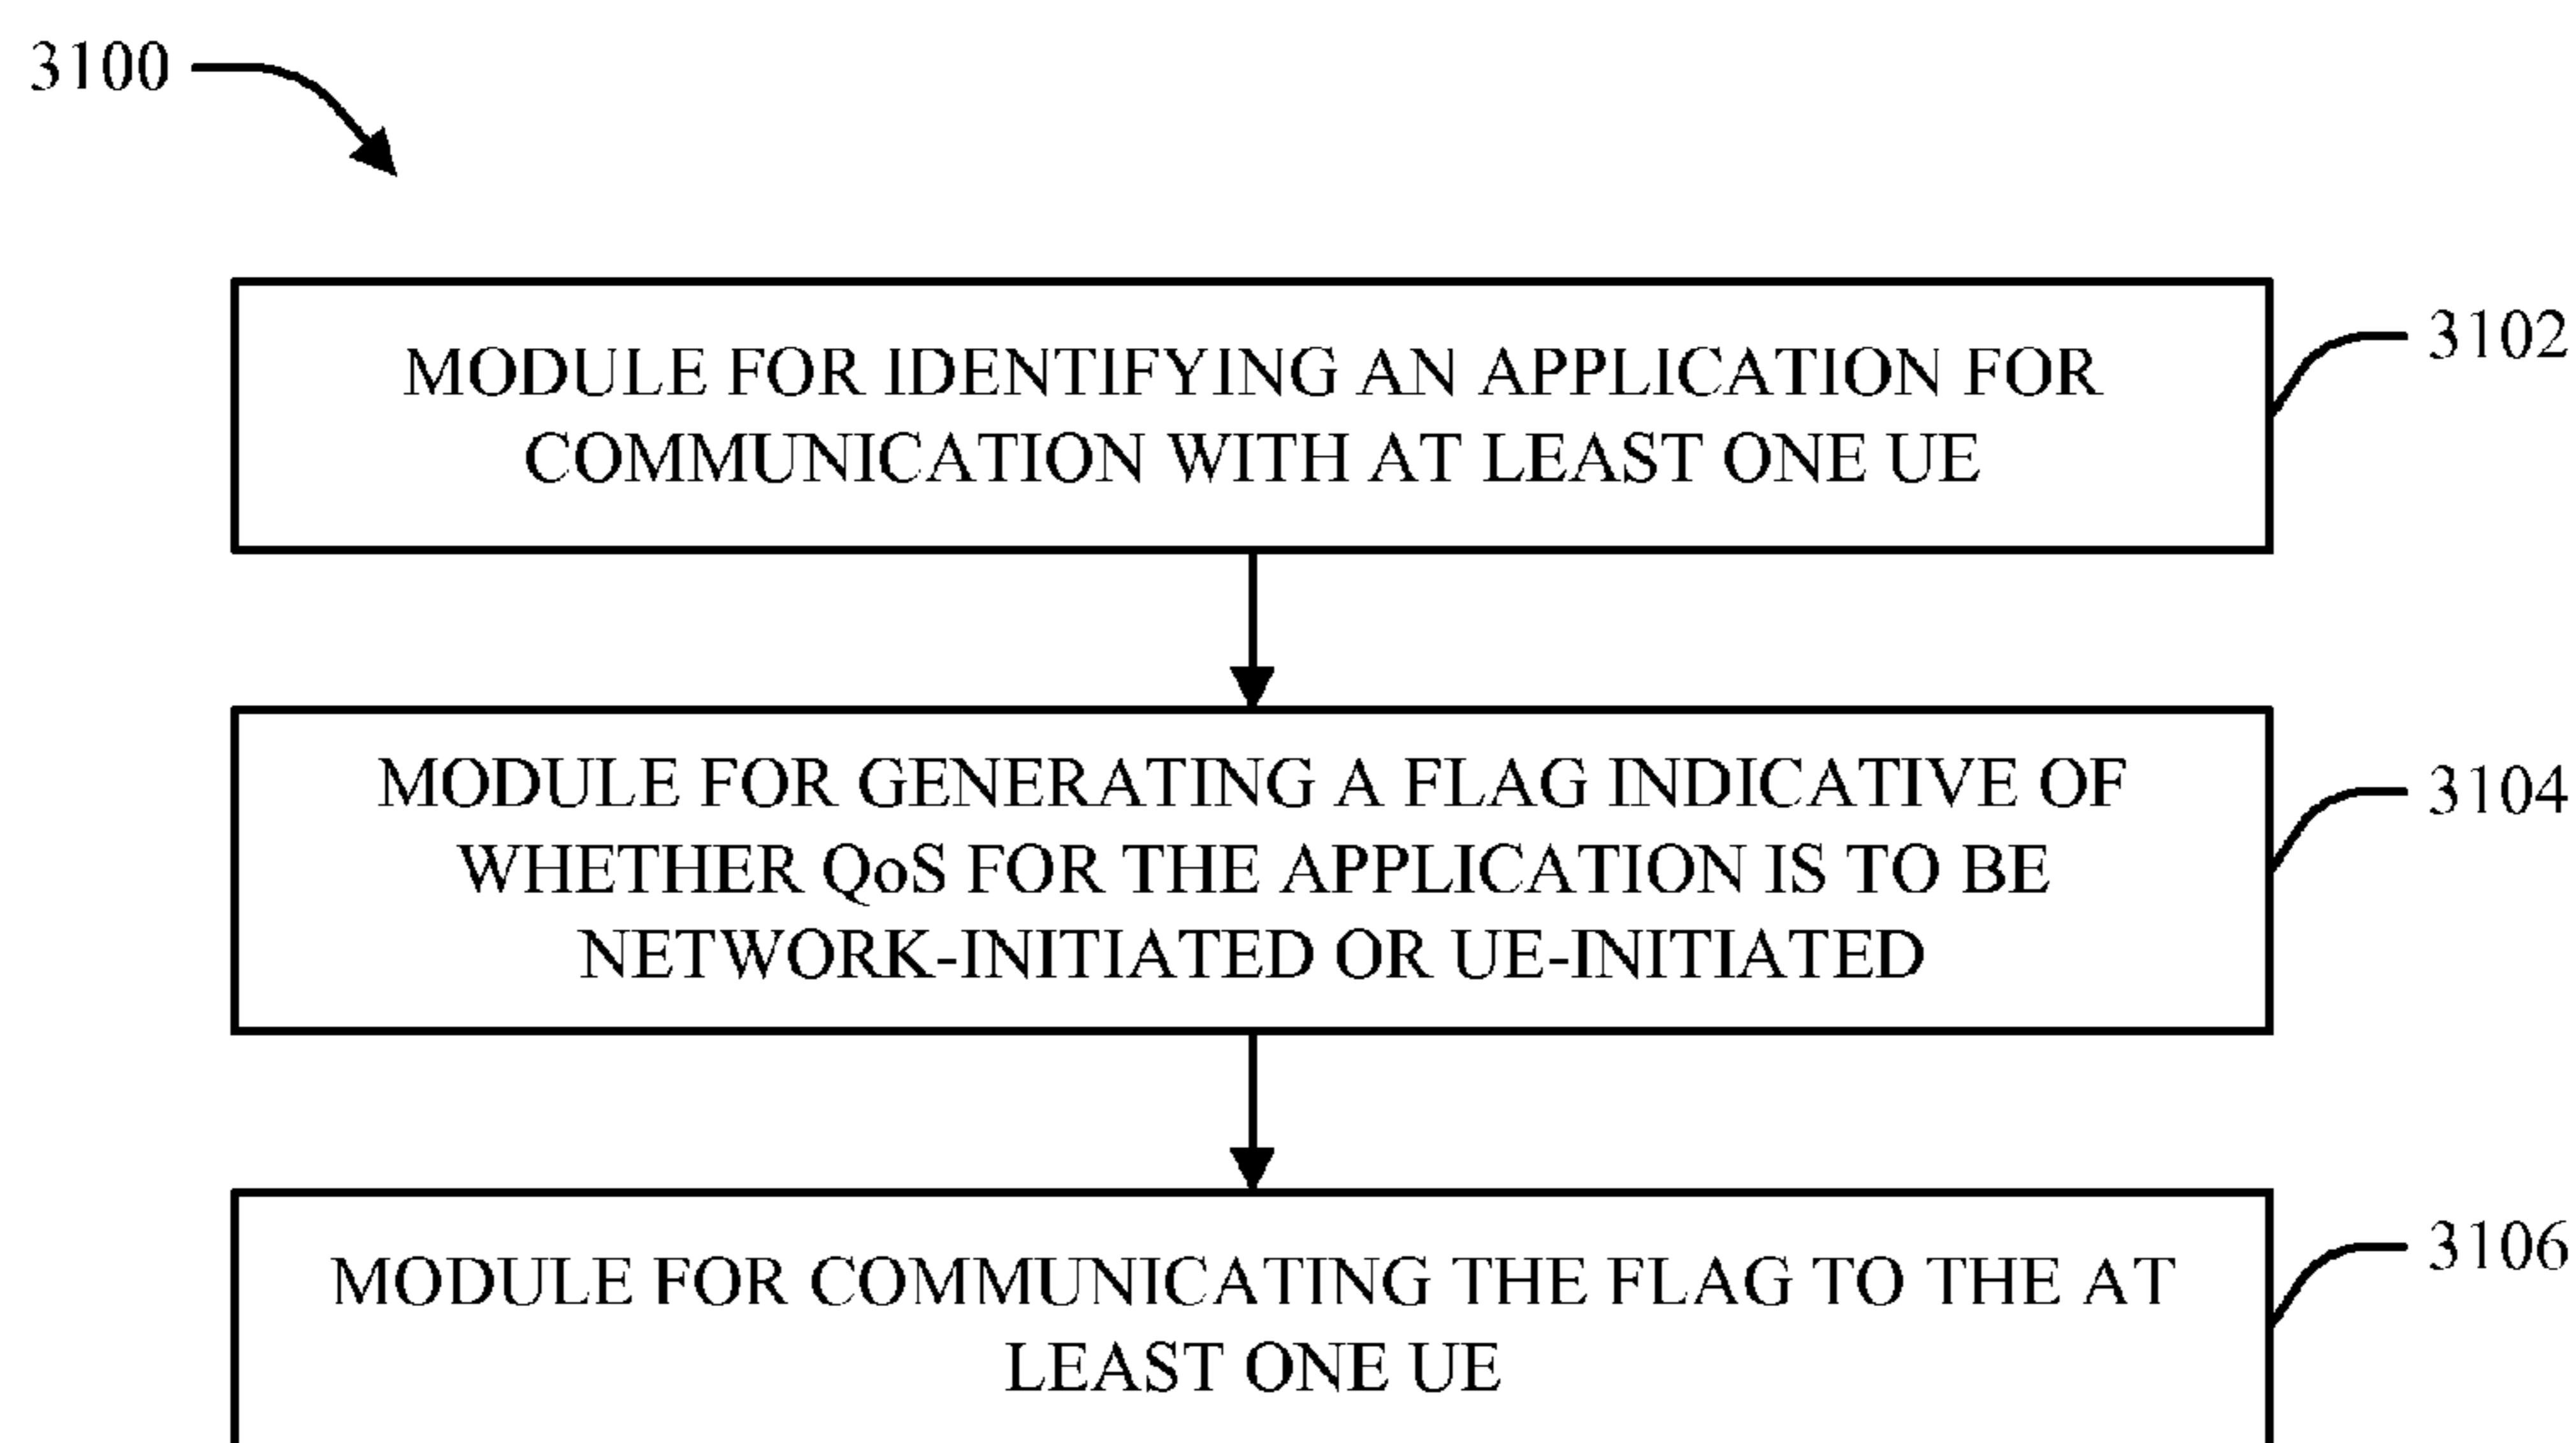 3100
MODULE FOR IDENTIFYING AN APPLICATION FOR
COMMUNICATION WITH AT LEAST ONE UE
3102
MODULE FOR GENERATING A FLAG INDICATIVE OF
WHETHER QoS FOR THE APPLICATION IS TO BE
NETWORK-INITIATED OR UE-INITIATED
3104
MODULE FOR COMMUNICATING THE FLAG TO THE AT
LEAST ONE UE
3106